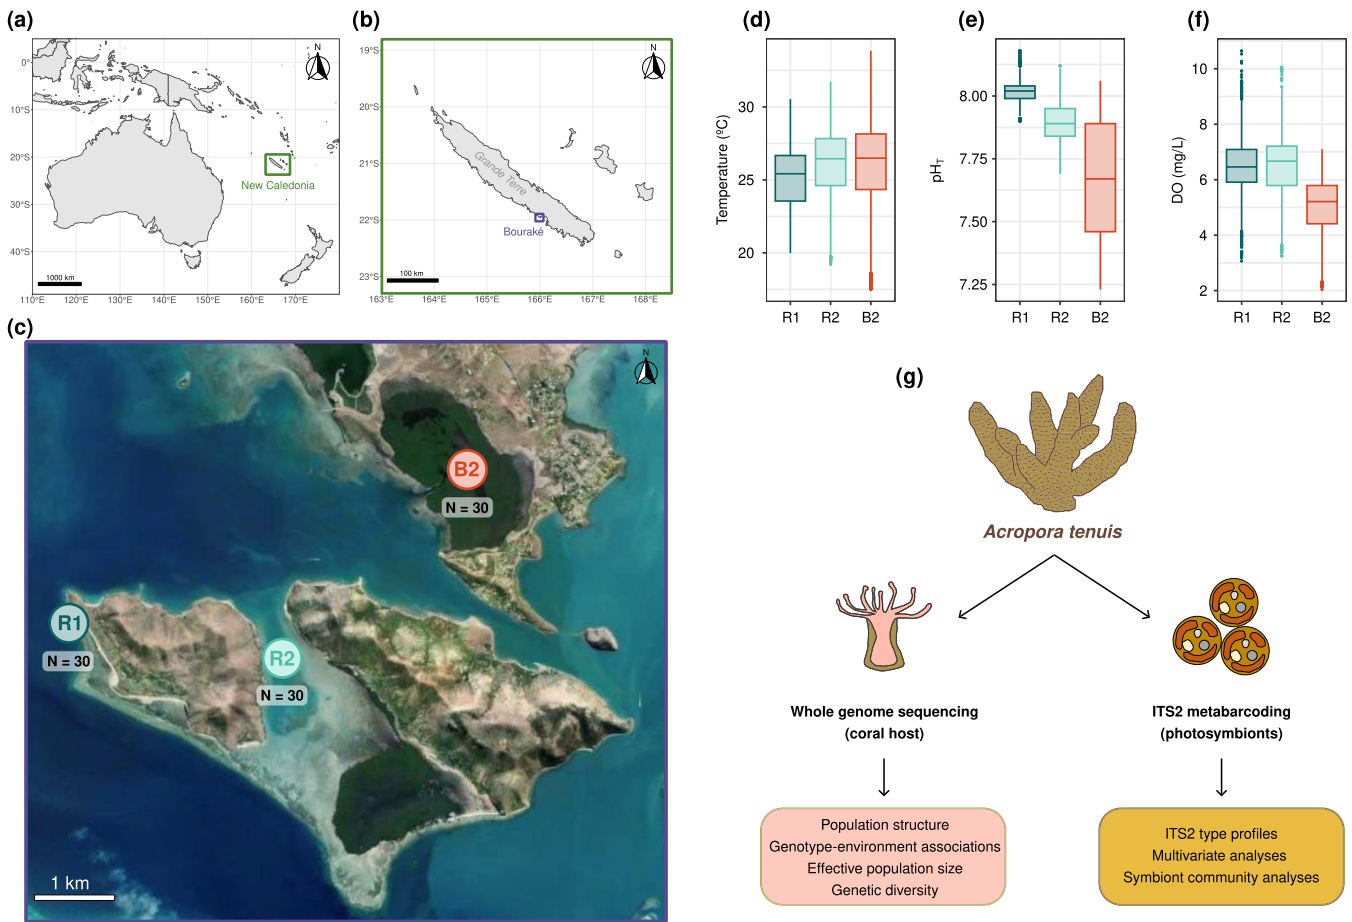 (a)
N
0°
10°S
20°S
30°S
40°S
New Caledonia
1000 km
110°E
120°E
130°E
140°E
150°E
160°E
170°E
(b)
N
19°S
20°S
21°S
22°S
23°S
Grande Terre
Bouraké
100 km
163°E
164°E
165°E
166°E
167°E
168°E
(c)
N
B2
N = 30
R1
N = 30
R2
N = 30
1 km
(d)
Temperature (ºC)
30
25
20
R1
R2
B2
(e)
pHT
8.00
7.75
7.50
7.25
R1
R2
B2
(f)
DO (mg/L)
10
8
6
4
2
R1
R2
B2
(g)
Acropora tenuis
Whole genome sequencing
(coral host)
Population structure
Genotype-environment associations
Effective population size
Genetic diversity
ITS2 metabarcoding
(photosymbionts)
ITS2 type profiles
Multivariate analyses
Symbiont community analyses